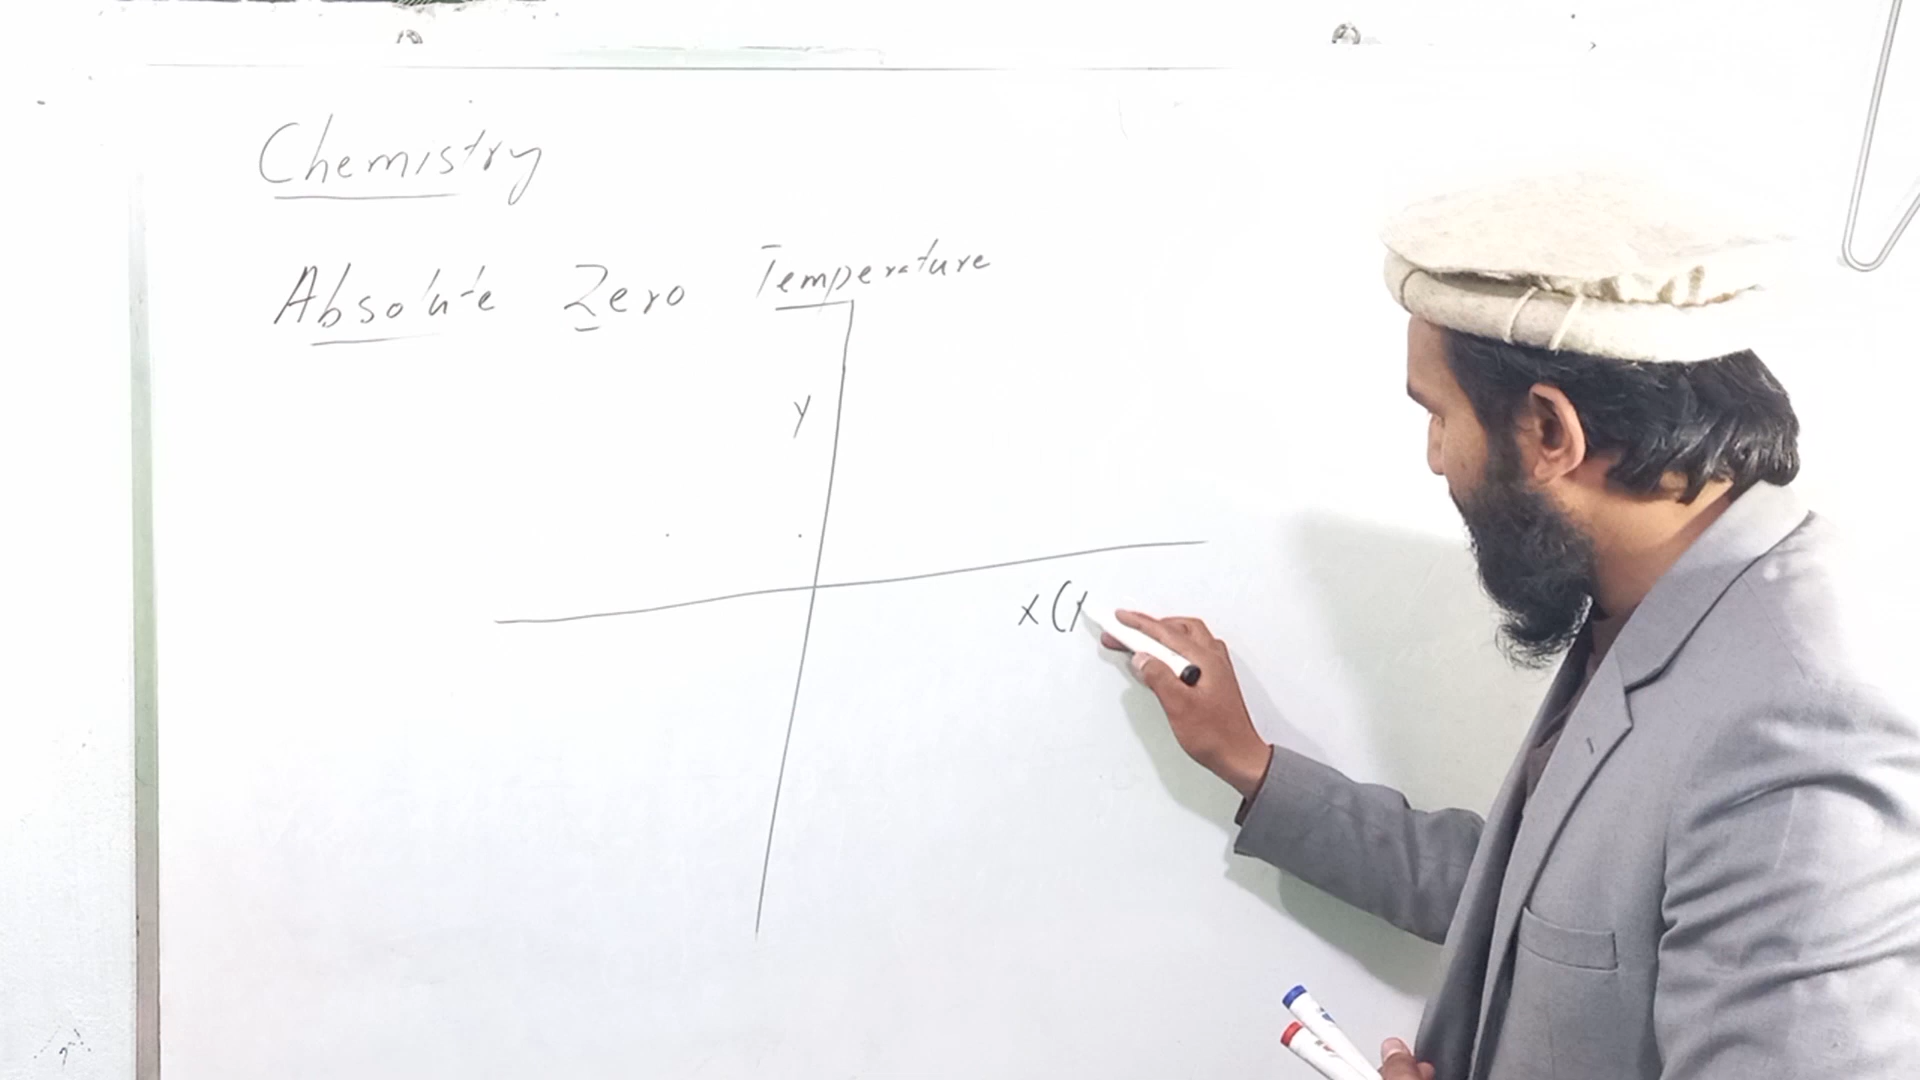 Chemistry
Absolute Zero Temperature
y
x (